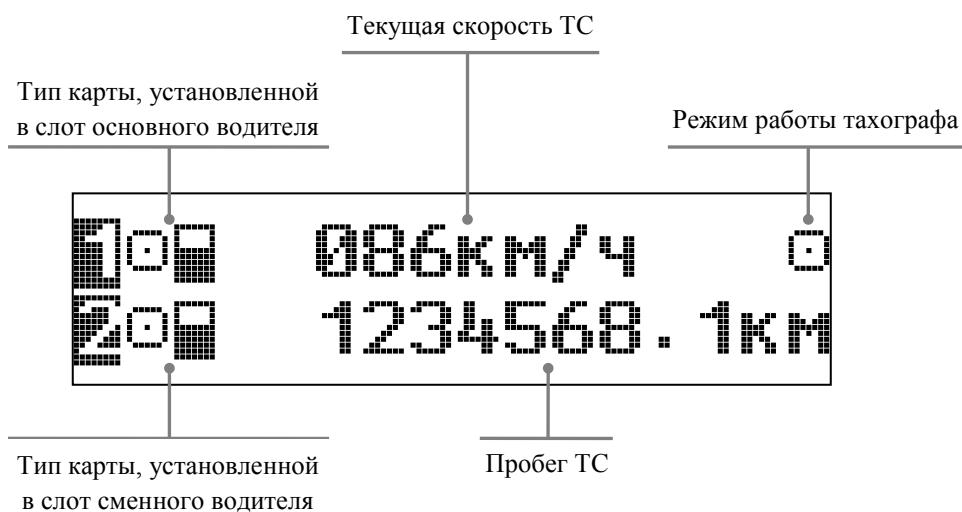 Текущая скорость ТС
Тип карты, установленной
в слот основного водителя
Режим работы тахографа
1 086км/ч
2 1234568.1км
Тип карты, установленной
в слот сменного водителя
Пробег ТС